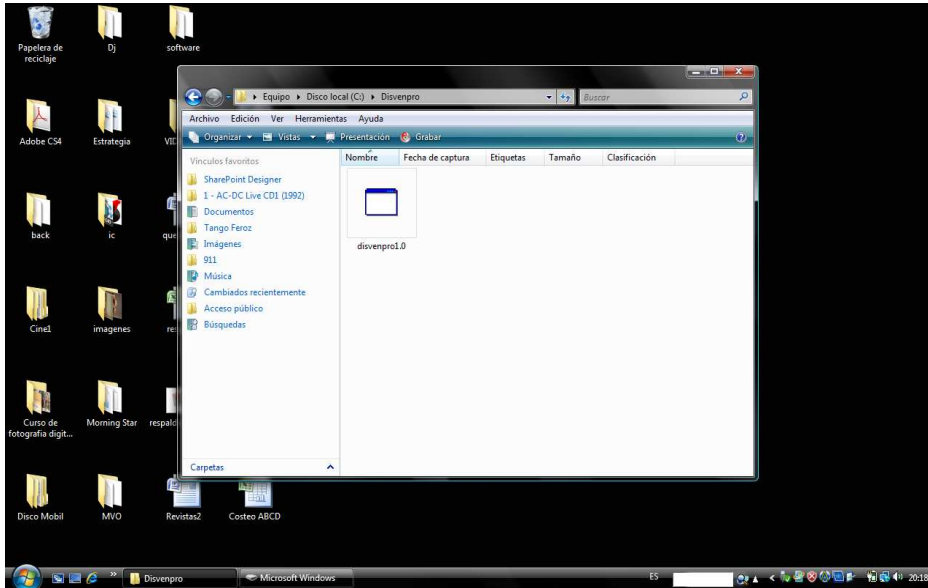 Papelera de
reciclaje
Dj
software
Equipo
Disco local (C:)
Disvenpro
Buscar
Archivo
Edición
Ver
Herramientas
Ayuda
Organizar
Vistas
Presentación
Grabar
Adobe CS4
Estrategia
Vínculos favoritos
Nombre
Fecha de captura
Etiquetas
Tamaño
Clasificación
SharePoint Designer
1 - AC-DC Live CD1 (1992)
Documentos
Tango Feroz
Imágenes
911
Música
Cambiados recientemente
Acceso público
Búsquedas
disvenpro1.0
back
ic
que
Cine1
imagenes
Curso de
fotografia digit...
Morning Star
respald
Carpetas
Disco Mobil
MVO
Revistas2
Costeo ABCD
Disvenpro
Microsoft Windows
ES
20:18